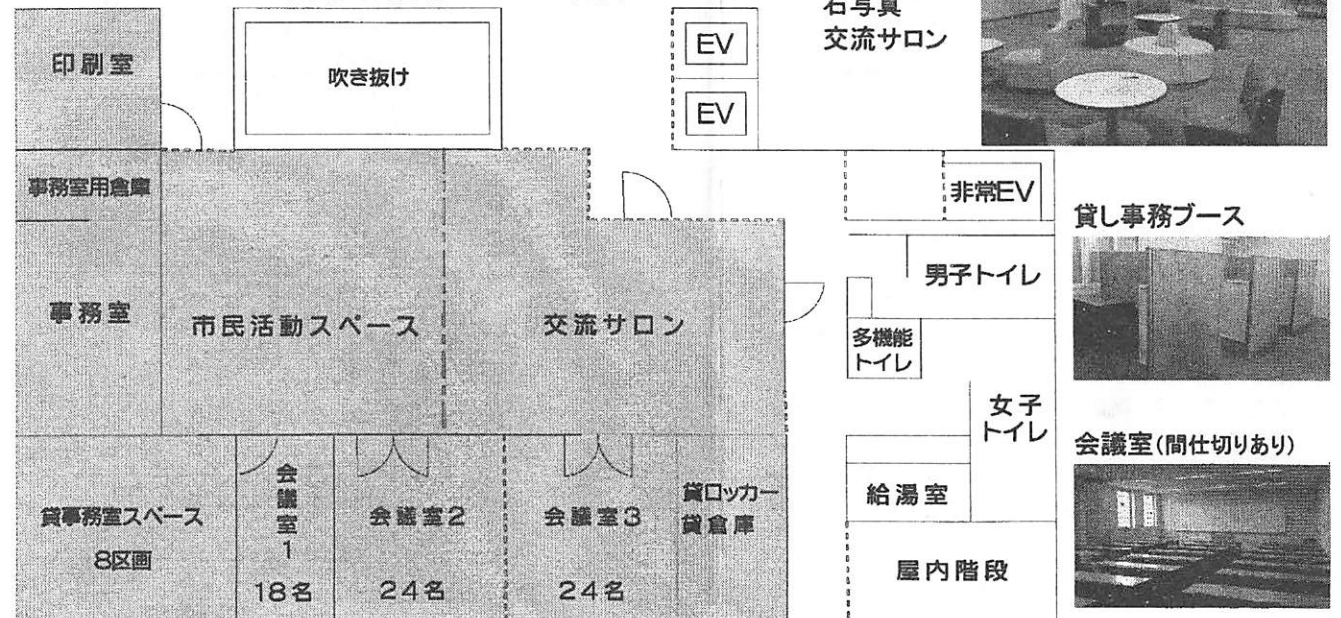 右写真
交流サロン
印刷室
吹き抜け
EV
EV
事務室用倉庫
非常EV
貸し事務ブース
事務室
市民活動スペース
交流サロン
男子トイレ
多機能
トイレ
女子
トイレ
会議室(間仕切りあり)
貸事務室スペース
8区画
会議室1
18名
会議室2
24名
会議室3
24名
貸ロッカー
貸倉庫
給湯室
屋内階段